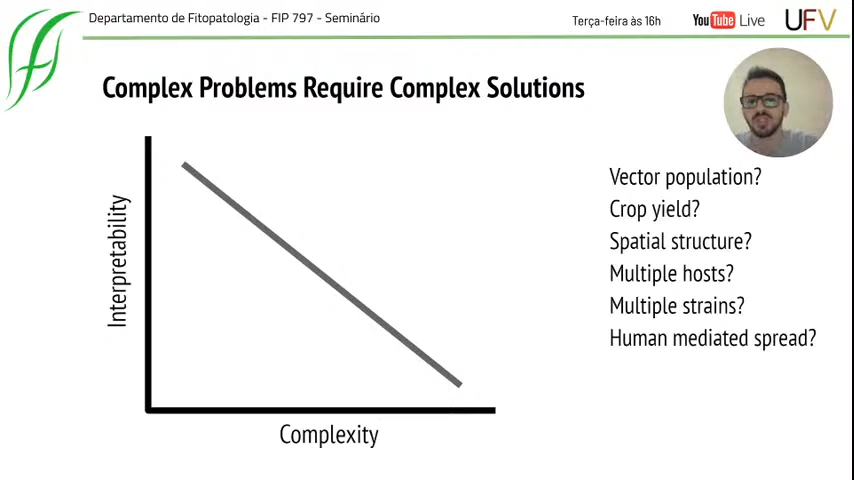 Departamento de Fitopatologia - FIP 797 - Seminário
Terça-feira às 16h
YouTube Live
UFV
Complex Problems Require Complex Solutions
Interpretability
Complexity
Vector population?
Crop yield?
Spatial structure?
Multiple hosts?
Multiple strains?
Human mediated spread?